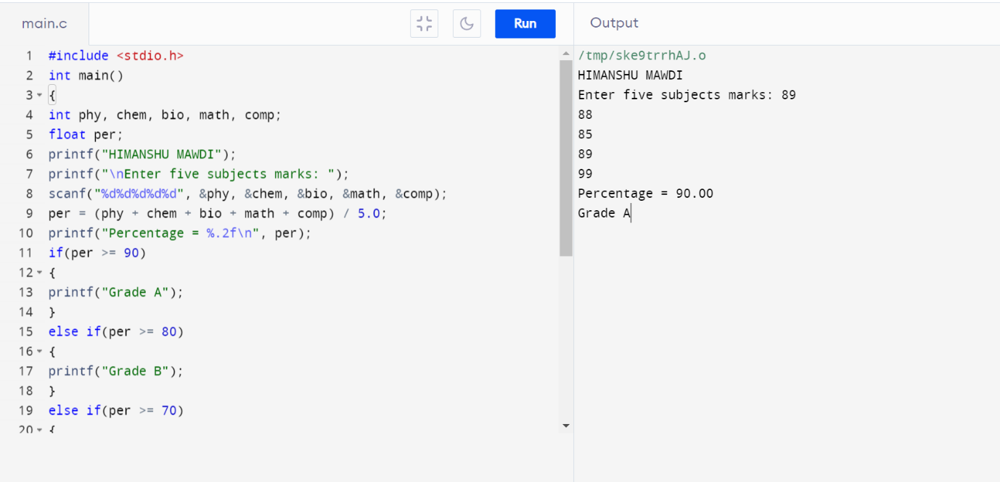 main.c
Run
1 #include <stdio.h>
2 int main()
3 {
4 int phy, chem, bio, math, comp;
5 float per;
6 printf("HIMANSHU MAWDI");
7 printf("\nEnter five subjects marks: ");
8 scanf("%d%d%d%d%d", &phy, &chem, &bio, &math, &comp);
9 per = (phy + chem + bio + math + comp) / 5.0;
10 printf("Percentage = %.2f\n", per);
11 if(per >= 90)
12 {
13 printf("Grade A");
14 }
15 else if(per >= 80)
16 {
17 printf("Grade B");
18 }
19 else if(per >= 70)
20 {
Output
/tmp/ske9trrhAJ.o
HIMANSHU MAWDI
Enter five subjects marks: 89
88
85
89
99
Percentage = 90.00
Grade A